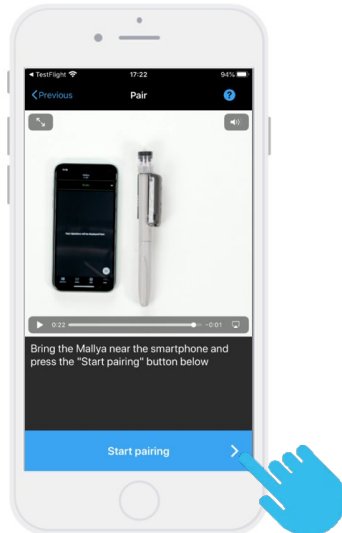 TestFlight 17:22 94%
Previous Pair ?
0:22 -0:01
Bring the Mallya near the smartphone and
press the "Start pairing" button below
Start pairing